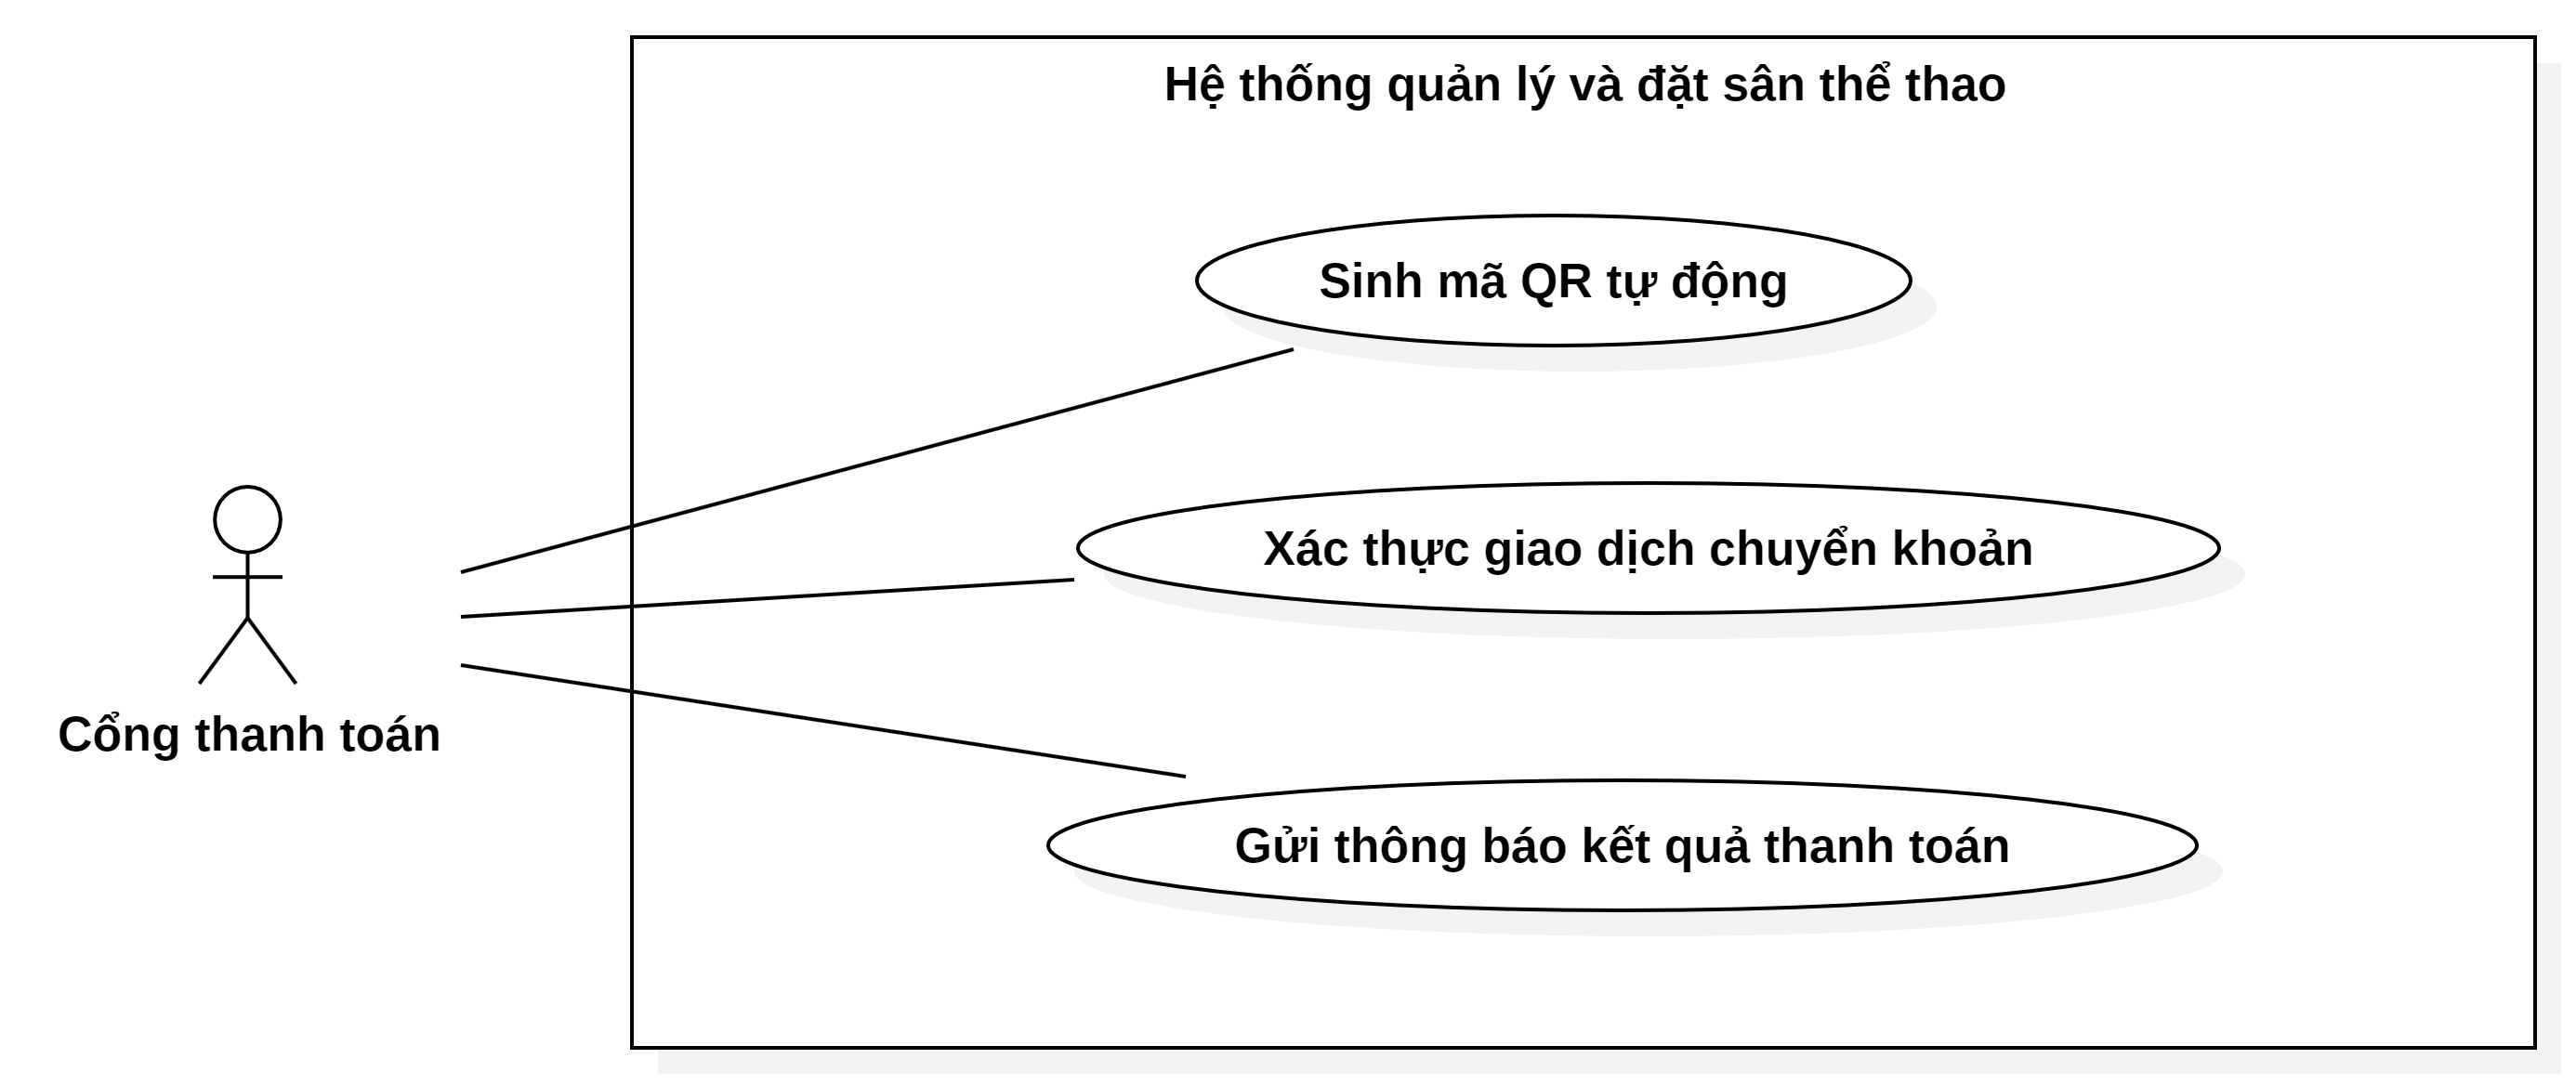 Hệ thống quản lý và đặt sân thể thao
Sinh mã QR tự động
Xác thực giao dịch chuyển khoản
Cổng thanh toán
Gửi thông báo kết quả thanh toán